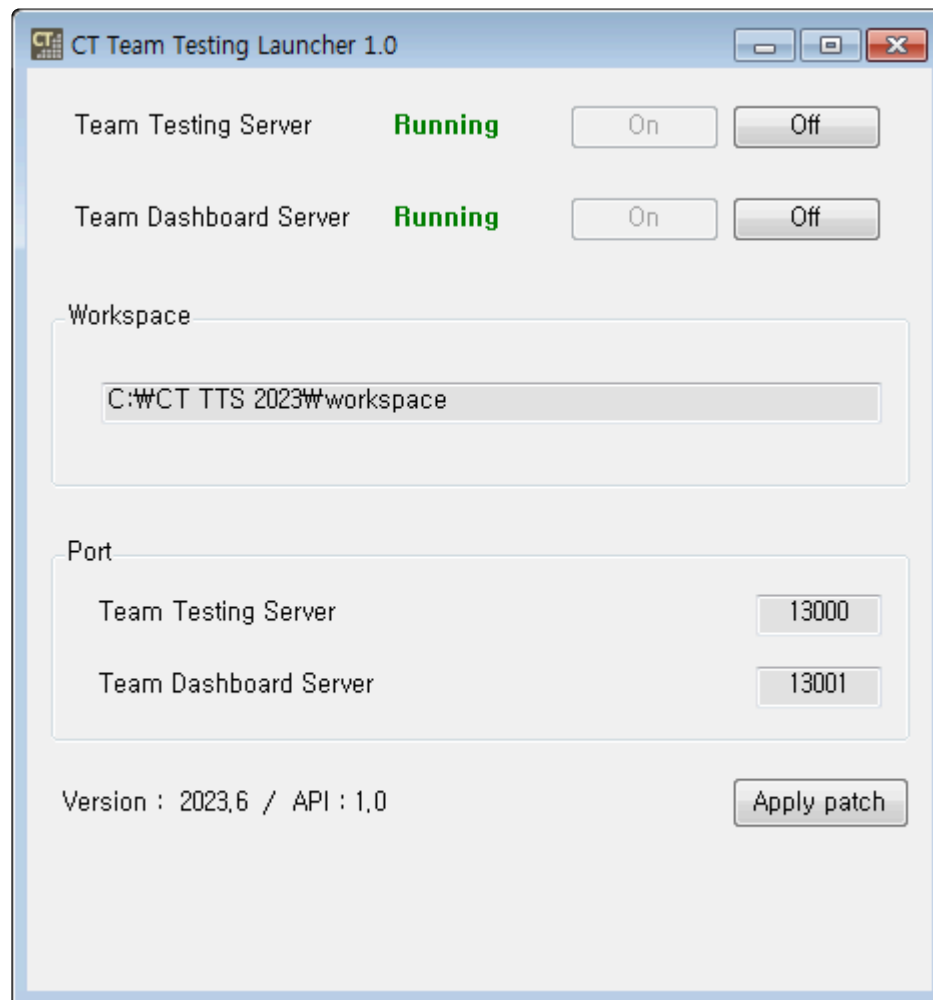 CT
CT Team Testing Launcher 1.0
Team Testing Server Running On Off
Team Dashboard Server Running On Off
Workspace
C:₩CT TTS 2023₩workspace
Port
Team Testing Server 13000
Team Dashboard Server 13001
Version : 2023.6 / API : 1.0 Apply patch